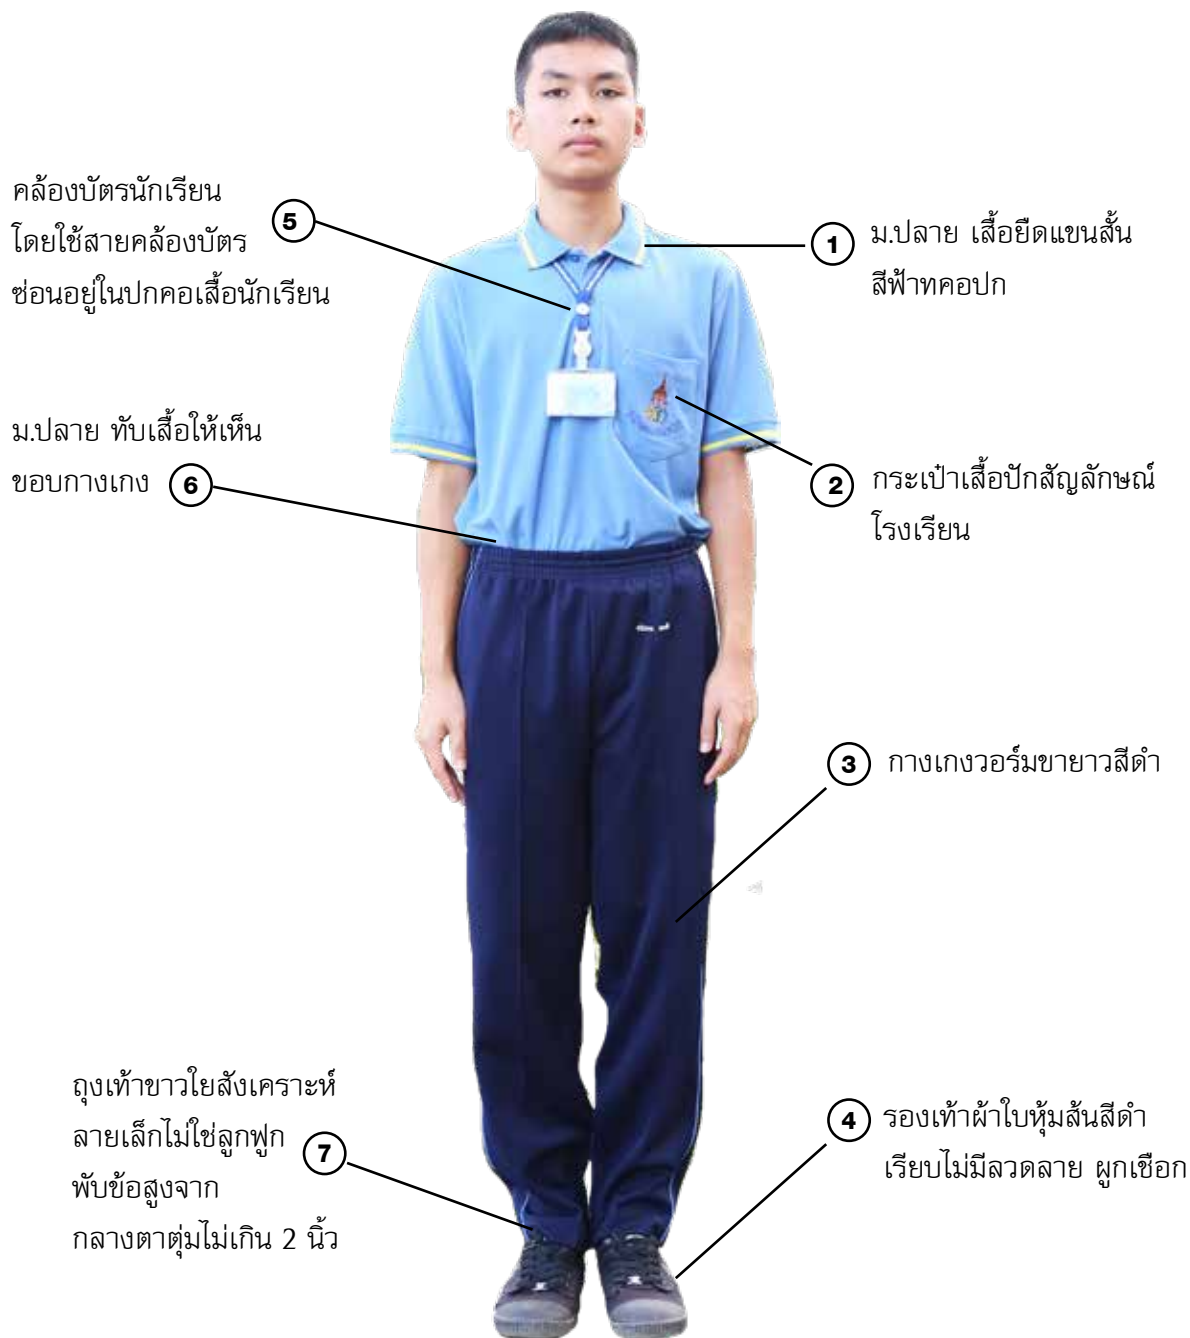 คล้องบัตรนักเรียน
โดยใช้สายคล้องบัตร
ซ่อนอยู่ในปกคอเสื้อนักเรียน
5
1
ม.ปลาย เสื้อยืดแขนสั้น
สีฟ้าทคอปก
ม.ปลาย ทับเสื้อให้เห็น
ขอบกางเกง
6
2
กระเป๋าเสื้อปักสัญลักษณ์
โรงเรียน
3
กางเกงวอร์มขายาวสีดำ
ถุงเท้าขาวใยสังเคราะห์
ลายเล็กไม่ใช่ลูกฟูก
พับข้อสูงจาก
กลางตาตุ่มไม่เกิน 2 นิ้ว
7
4
รองเท้าผ้าใบหุ้มส้นสีดำ
เรียบไม่มีลวดลาย ผูกเชือก